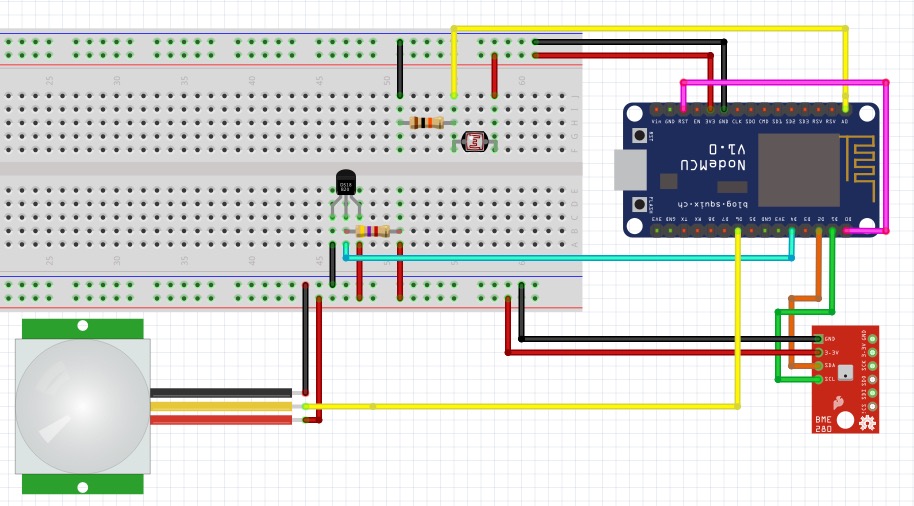 25
30
35
40
45
50
55
60
J
I
H
G
F
Vin GND RST EN 3V3 GND CLK SD0 CMD SD1 SD2 SD3 RSV RSV A0
RST
NodeMCU
V1.0
blog.squix.ch
FLASH
3V3 GND TX RX D8 D7 D6 D5 GND 3V3 D4 D3 D2 D1 D0
DS18
B20
E
D
C
B
A
25
30
35
40
45
50
55
60
GND
3.3V
SDA
SCL
GND
3.3V
SCK
SDO
SDI
!CS
BME
280